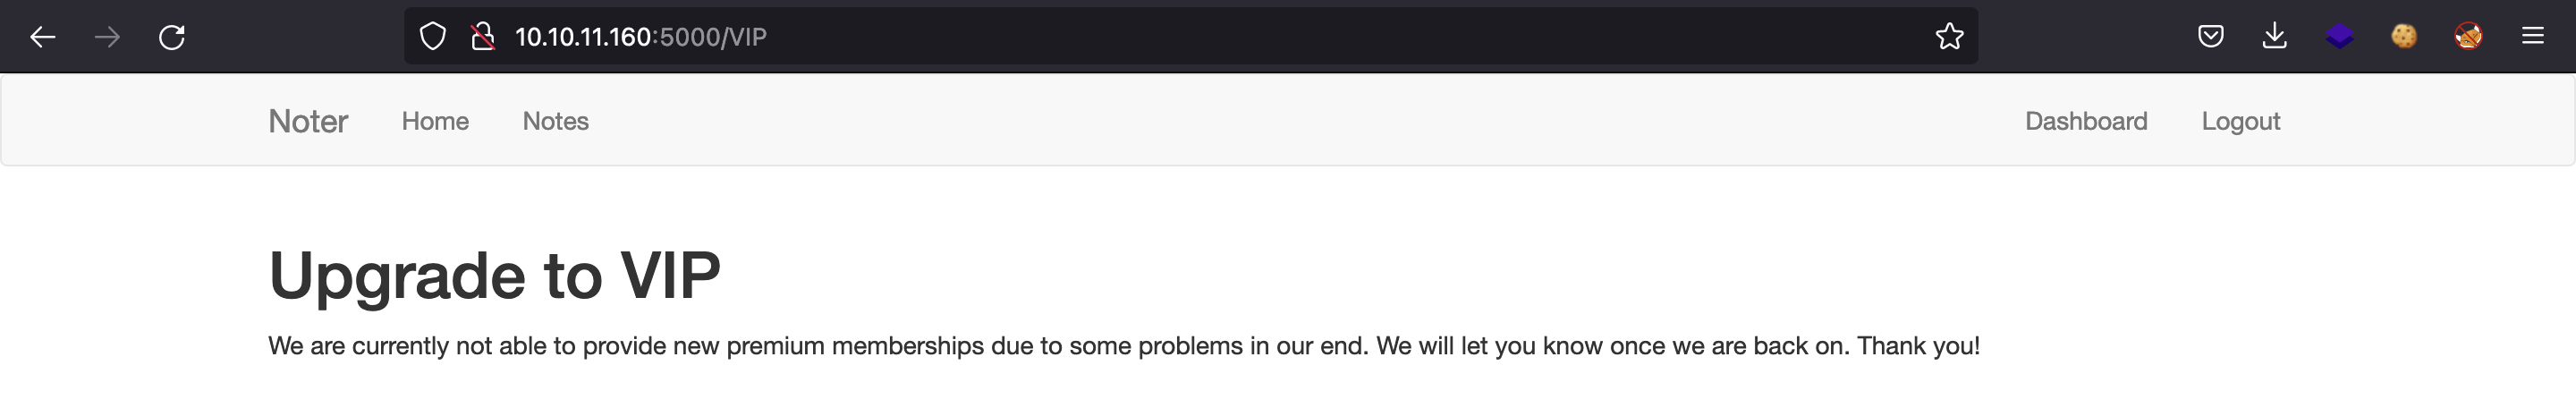 10.10.11.160:5000/VIP
Noter Home Notes Dashboard Logout
Upgrade to VIP
We are currently not able to provide new premium memberships due to some problems in our end. We will let you know once we are back on. Thank you!